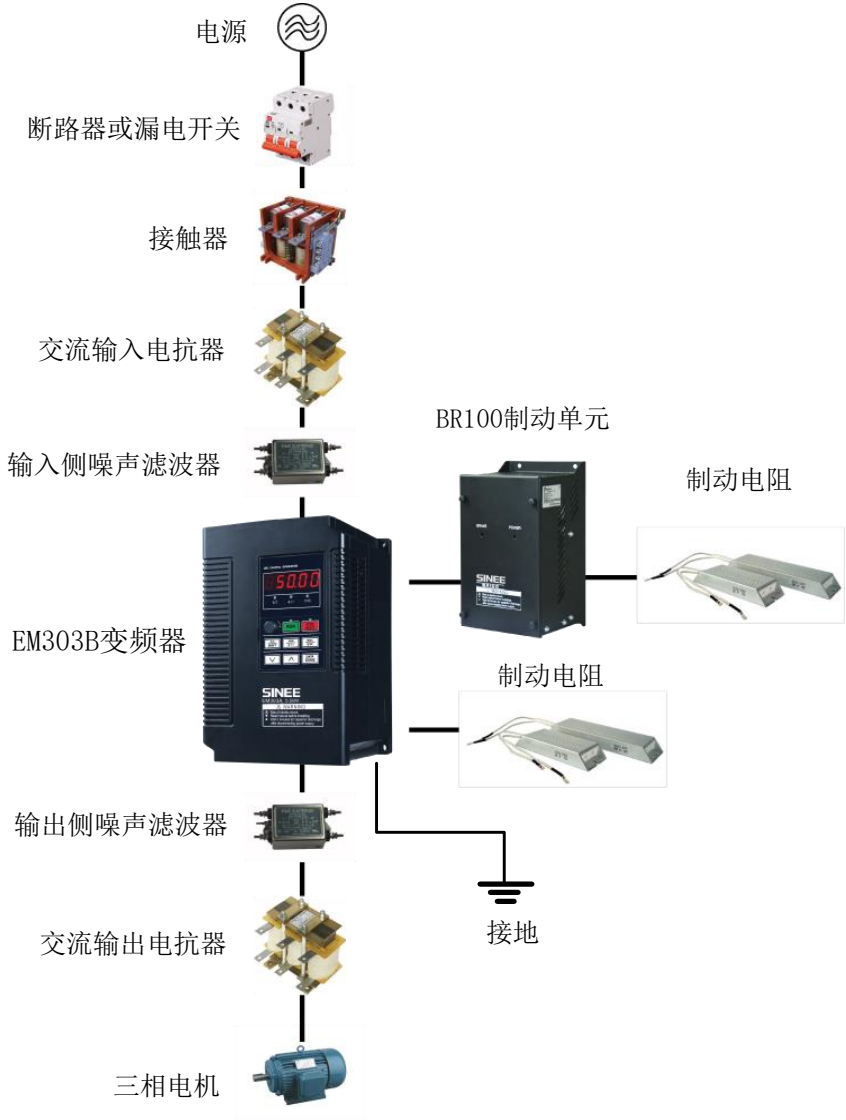 电源
断路器或漏电开关
接触器
交流输入电抗器
输入侧噪声滤波器
BR100制动单元
制动电阻
SINEE
EM303B变频器
50.00
SINEE
制动电阻
输出侧噪声滤波器
接地
交流输出电抗器
三相电机